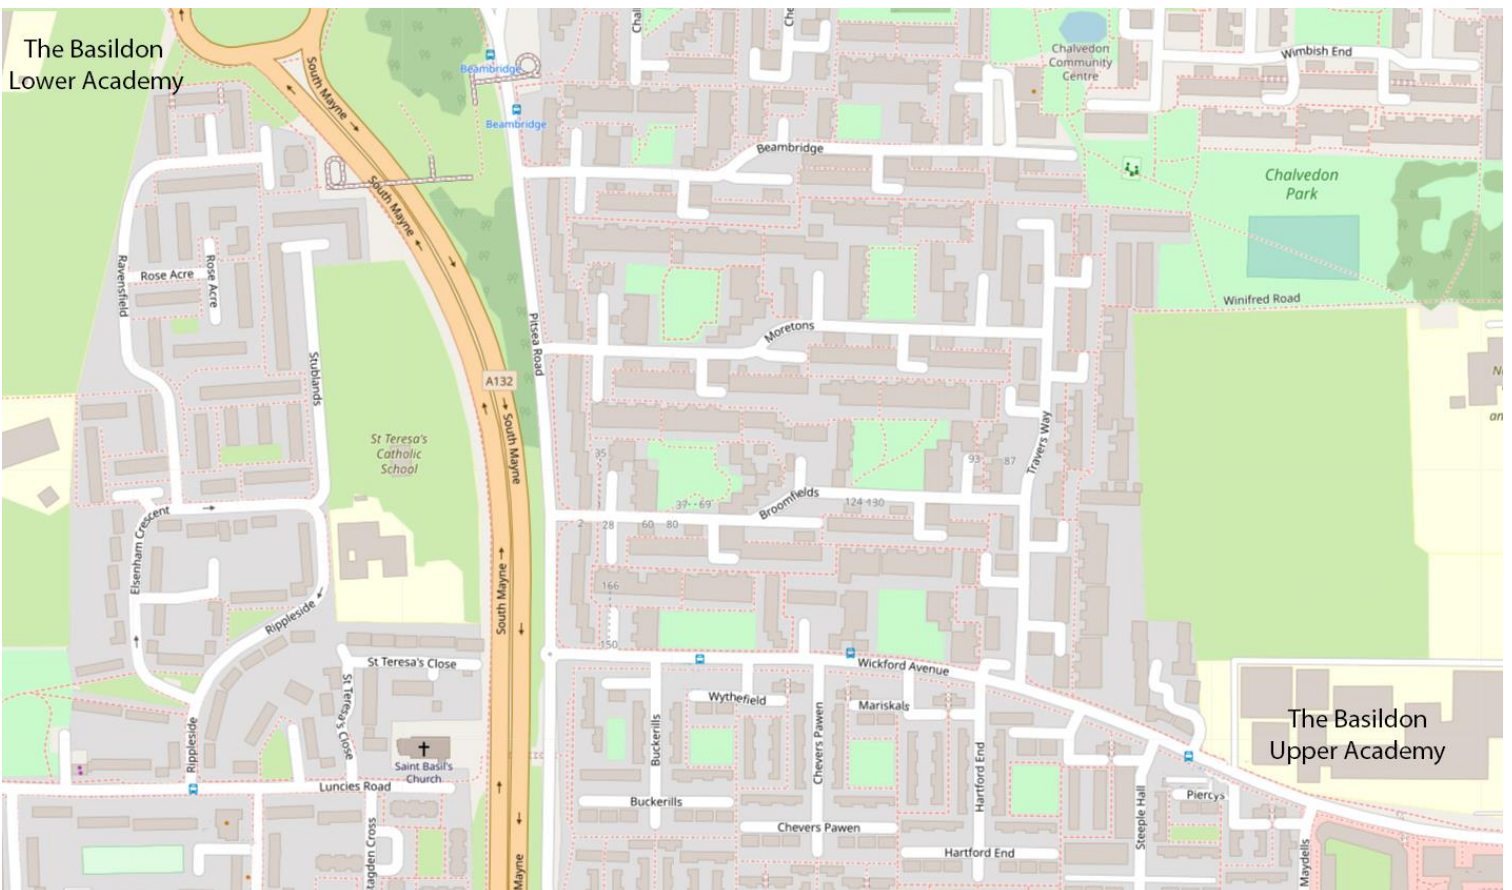 The Basildon
Lower Academy
South Mayne
Beambridge
Beambridge
Chalvedon
Community
Centre
Wimbish End
Beambridge
South Mayne
Chalvedon
Park
Rose Acre
Rose Acre
Ravensfield
Winifred Road
Moretons
Pitsea Road
Stublands
A132
St Teresa's
Catholic
School
South Mayne
Travers Way
35
93
87
37--69
Broomfields
124-130
2
28
60
80
Elsenham Crescent
South Mayne
166
Rippleside
150
St Teresa's Close
Wickford Avenue
Wythefield
Mariskals
St Teresa's Close
Buckerills
Chevers Pawen
Hartford End
The Basildon
Upper Academy
Rippleside
Saint Basil's
Church
Luncies Road
Buckerills
Piercys
Steeple Hall
Chevers Pawen
Hartford End
Maydells
Mayne